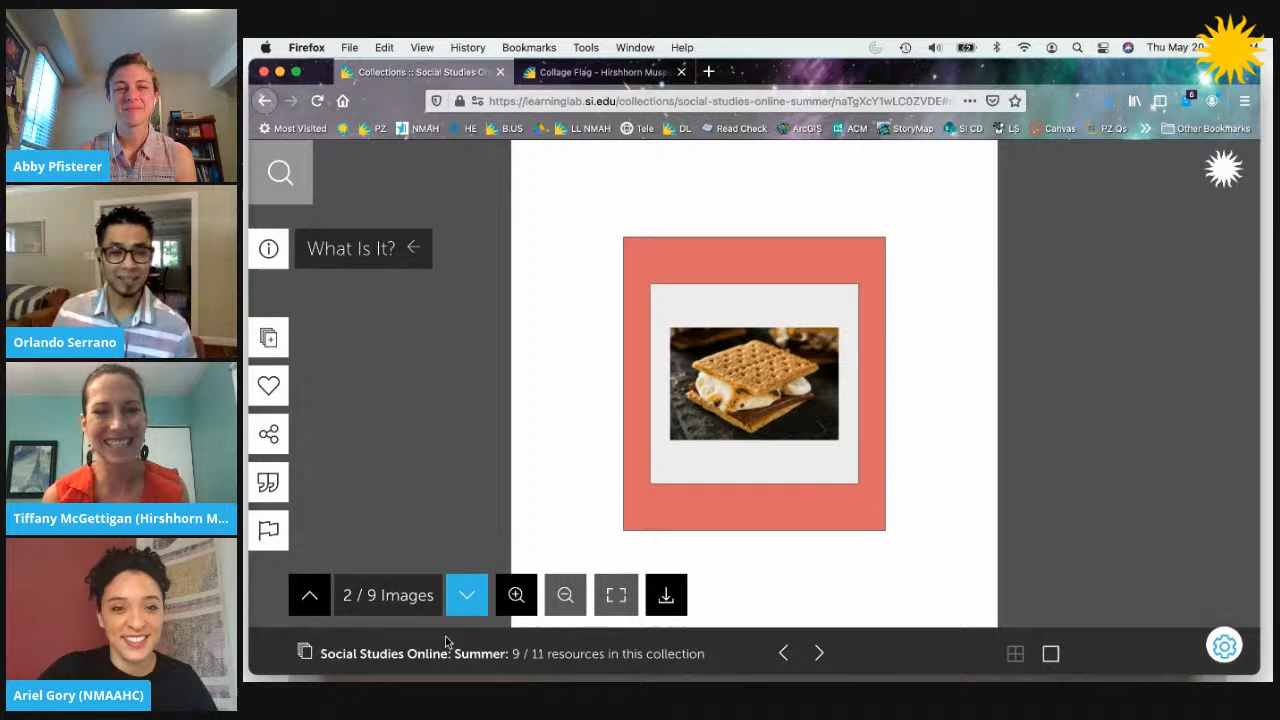 Abby Pfisterer
Orlando Serrano
Tiffany McGettigan (Hirshhorn M...
Ariel Gory (NMAAHC)
Firefox File Edit View History Bookmarks Tools Window Help
Thu May 20
Collections :: Social Studies On
Collage Flag - Hirshhorn Mus
https://learninglab.si.edu/collections/social-studies-online-summer/naTgXcY1wLC0ZVDE#r
6
Most Visited PZ NMAH HE B.US LL NMAH Tele DL Read Check ArcGIS ACM StoryMap SI CD LS Canvas PZ Qs Other Bookmarks
What Is It?
2 / 9 Images
Social Studies Online: Summer: 9 / 11 resources in this collection